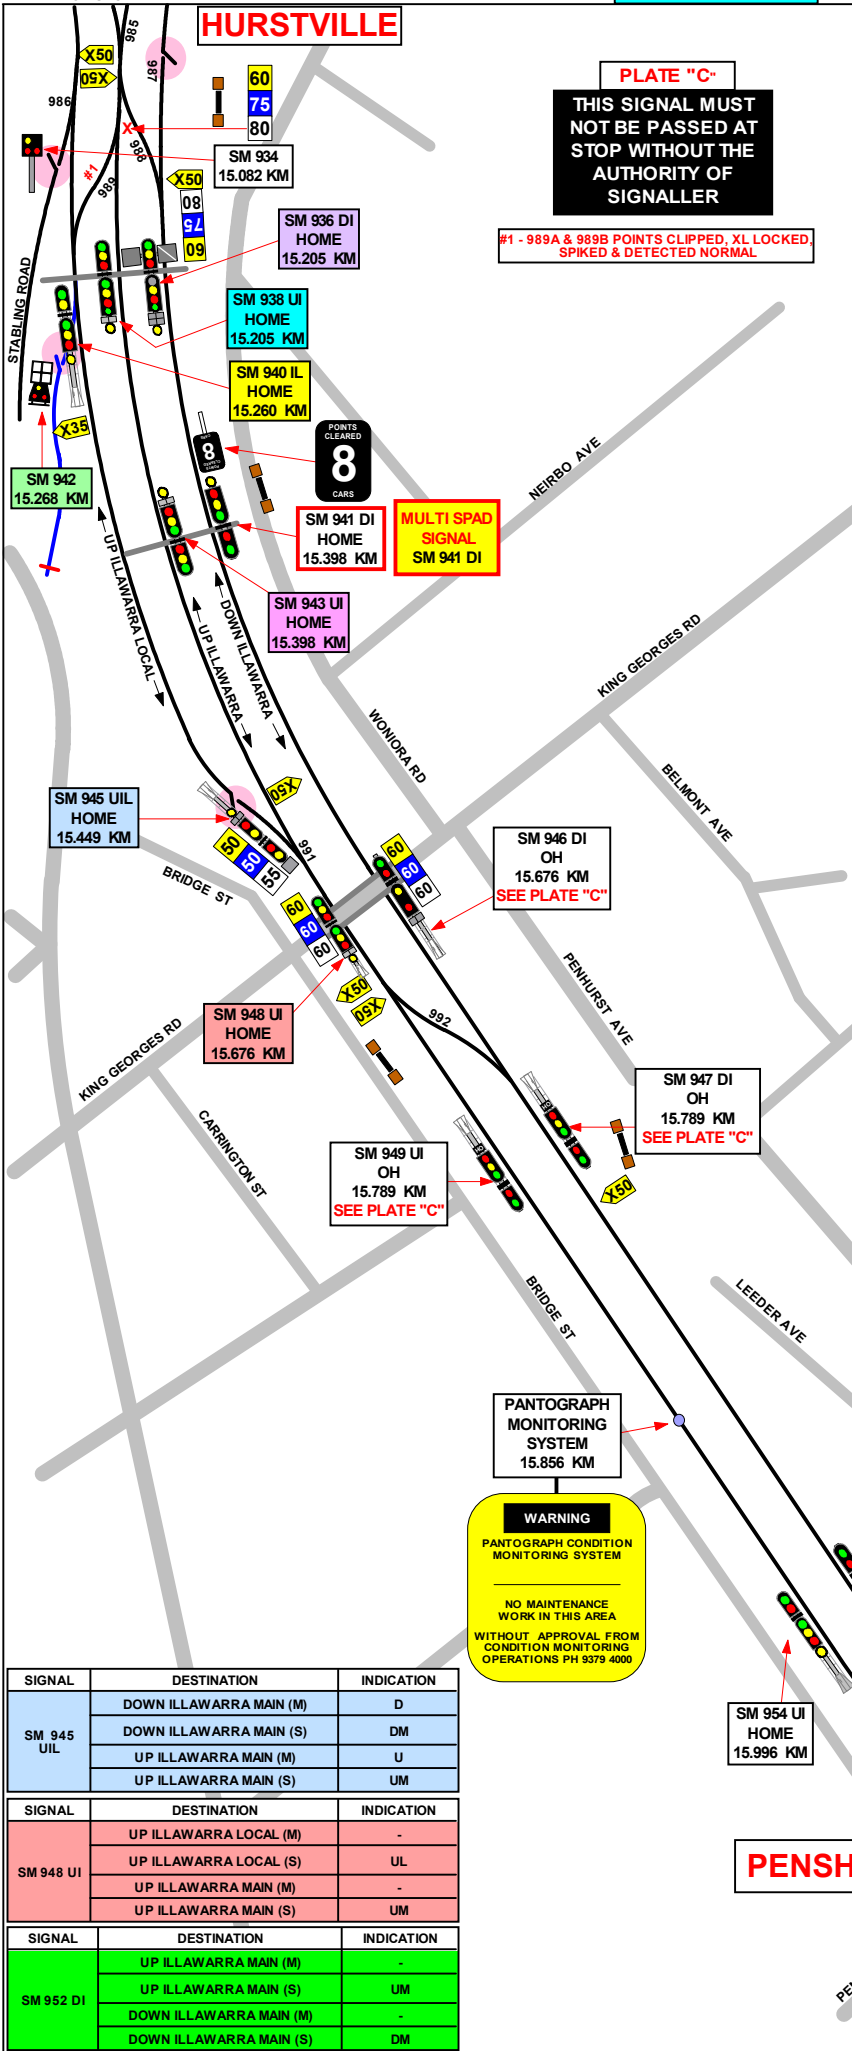 HURSTVILLE
PLATE "C"
THIS SIGNAL MUST
NOT BE PASSED AT
STOP WITHOUT THE
AUTHORITY OF
SIGNALLER
#1 - 989A & 989B POINTS CLIPPED, XL LOCKED,
SPIKED & DETECTED NORMAL
985
X50
X50
987
986
60
75
80
X
988
#1
989
SM 934
15.082 KM
X50
80
75
60
SM 936 DI
HOME
15.205 KM
STABLING ROAD
SM 938 UI
HOME
15.205 KM
SM 940 IL
HOME
15.260 KM
X35
SM 942
15.268 KM
POINTS
CLEARED
8
CARS
POINTS
CLEARED
8
CARS
NEIRBO AVE
SM 941 DI
HOME
15.398 KM
MULTI SPAD
SIGNAL
SM 941 DI
UP ILLAWARRA LOCAL
UP ILLAWARRA
DOWN ILLAWARRA
SM 943 UI
HOME
15.398 KM
KING GEORGES RD
WONIORA RD
BELMONT AVE
X50
SM 945 UIL
HOME
15.449 KM
50
50
55
991
BRIDGE ST
60
60
60
60
60
60
SM 946 DI
OH
15.676 KM
SEE PLATE "C"
PENHURST AVE
X50
X50
992
SM 948 UI
HOME
15.676 KM
KING GEORGES RD
CARRINGTON ST
SM 947 DI
OH
15.789 KM
SEE PLATE "C"
X50
SM 949 UI
OH
15.789 KM
SEE PLATE "C"
BRIDGE ST
LEEDER AVE
PANTOGRAPH
MONITORING
SYSTEM
15.856 KM
WARNING
PANTOGRAPH CONDITION
MONITORING SYSTEM
NO MAINTENANCE
WORK IN THIS AREA
WITHOUT APPROVAL FROM
CONDITION MONITORING
OPERATIONS PH 9379 4000
SM 954 UI
HOME
15.996 KM
PENSH
PE
SIGNAL DESTINATION INDICATION
SM 945 UIL
DOWN ILLAWARRA MAIN (M) D
DOWN ILLAWARRA MAIN (S) DM
UP ILLAWARRA MAIN (M) U
UP ILLAWARRA MAIN (S) UM
SIGNAL DESTINATION INDICATION
SM 948 UI
UP ILLAWARRA LOCAL (M) -
UP ILLAWARRA LOCAL (S) UL
UP ILLAWARRA MAIN (M) -
UP ILLAWARRA MAIN (S) UM
SIGNAL DESTINATION INDICATION
SM 952 DI
UP ILLAWARRA MAIN (M) -
UP ILLAWARRA MAIN (S) UM
DOWN ILLAWARRA MAIN (M) -
DOWN ILLAWARRA MAIN (S) DM